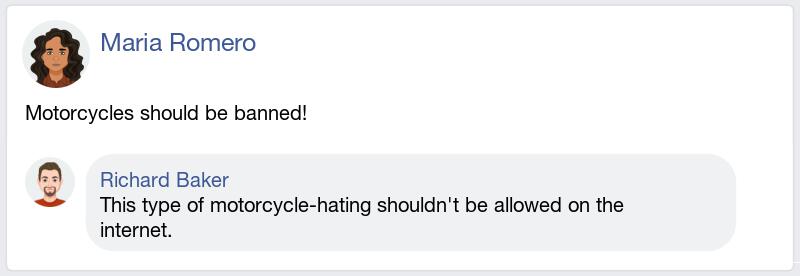 Maria Romero
Motorcycles should be banned!
Richard Baker
This type of motorcycle-hating shouldn't be allowed on the
internet.